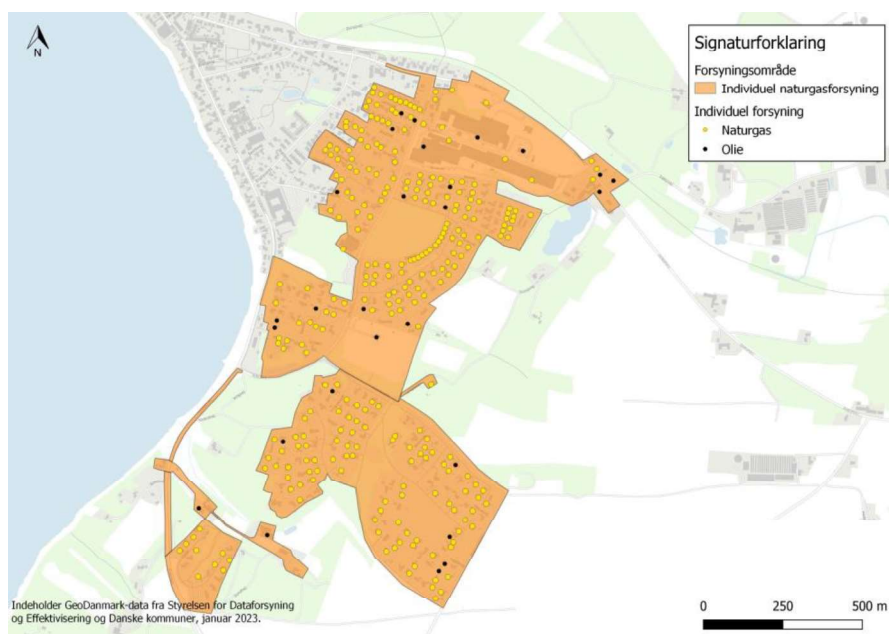 N
Signaturforklaring
Forsyningsområde
Individuel naturgasforsyning
Individuel forsyning
Naturgas
Olie
Indeholder GeoDanmark-data fra Styrelsen for Dataforsyning
og Effektivisering og Danske kommuner, januar 2023.
0 250 500 m